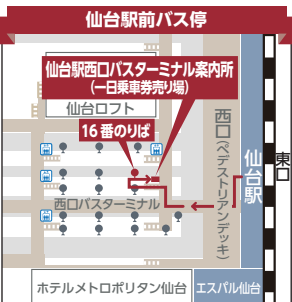 仙台駅前バス停
仙台駅西口バスターミナル案内所
（一日乗車券売り場）
仙台ロフト
16番のりば
西口（ペデストリアンデッキ）
仙台駅
東口
西口バスターミナル
ホテルメトロポリタン仙台
エスパル仙台